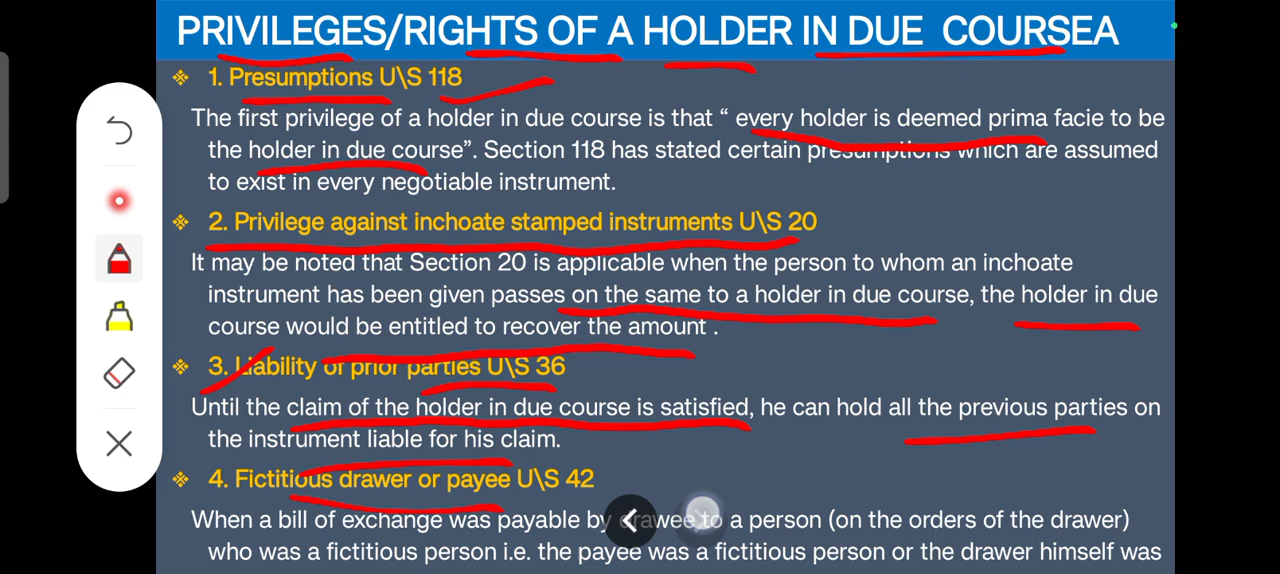 PRIVILEGES/RIGHTS OF A HOLDER IN DUE COURSEA
❖ 1. Presumptions U\S 118
The first privilege of a holder in due course is that “ every holder is deemed prima facie to be
the holder in due course”. Section 118 has stated certain presumptions which are assumed
to exist in every negotiable instrument.
❖ 2. Privilege against inchoate stamped instruments U\S 20
It may be noted that Section 20 is applicable when the person to whom an inchoate
instrument has been given passes on the same to a holder in due course, the holder in due
course would be entitled to recover the amount .
❖ 3. Liability of prior parties U\S 36
Until the claim of the holder in due course is satisfied, he can hold all the previous parties on
the instrument liable for his claim.
❖ 4. Fictitious drawer or payee U\S 42
When a bill of exchange was payable by drawee to a person (on the orders of the drawer)
who was a fictitious person i.e. the payee was a fictitious person or the drawer himself was